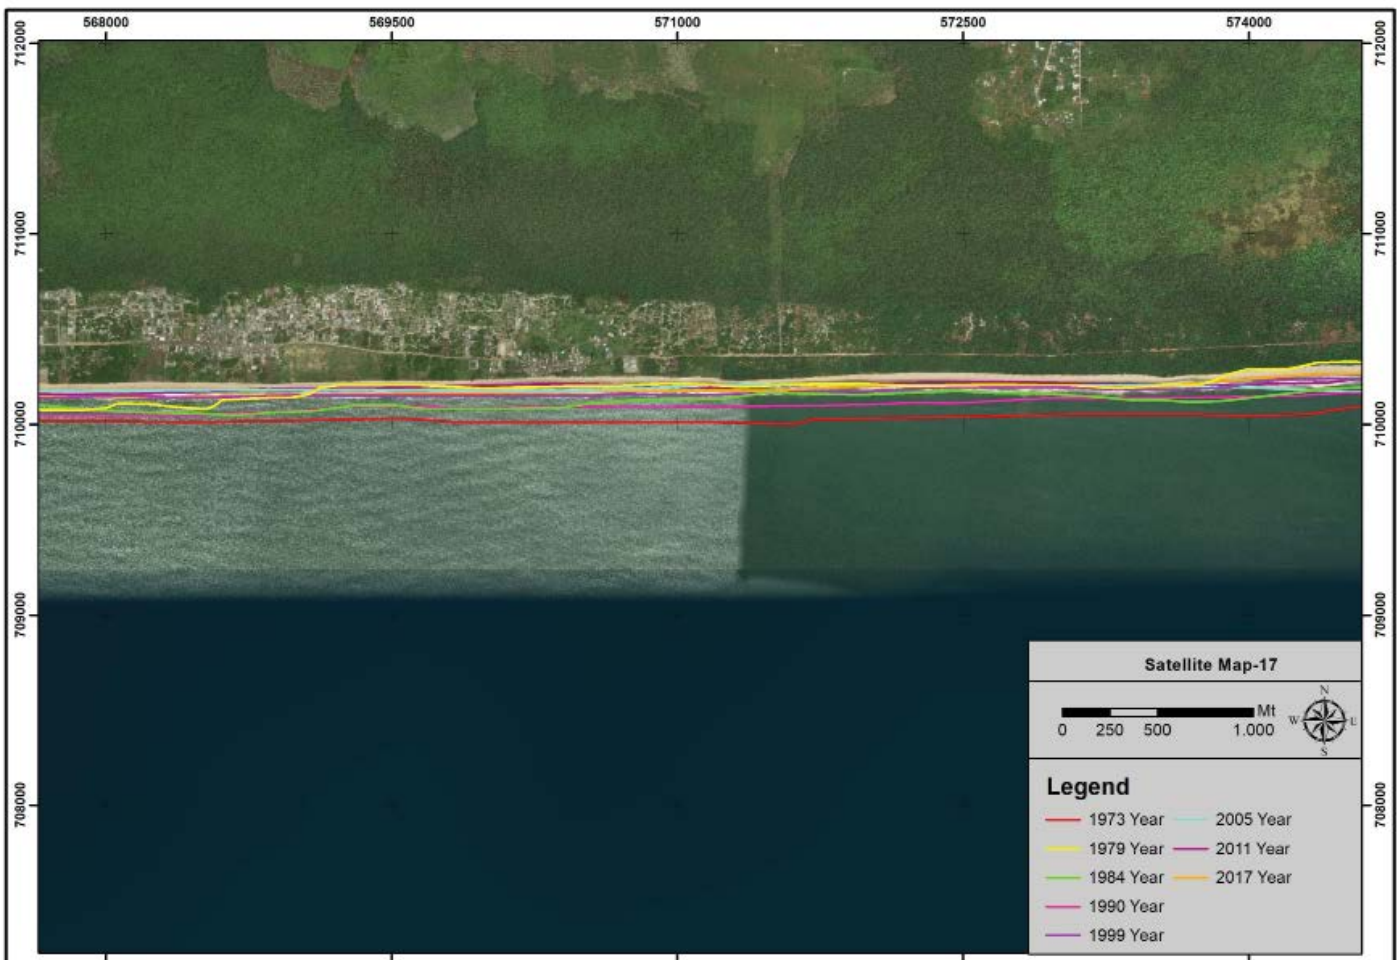 568000 569500 571000 572500 574000
712000 712000
711000 711000
710000 710000
709000 709000
708000 708000
Satellite Map-17
N
Mt
W E
0 250 500 1.000
S
Legend
1973 Year 2005 Year
1979 Year 2011 Year
1984 Year 2017 Year
1990 Year
1999 Year